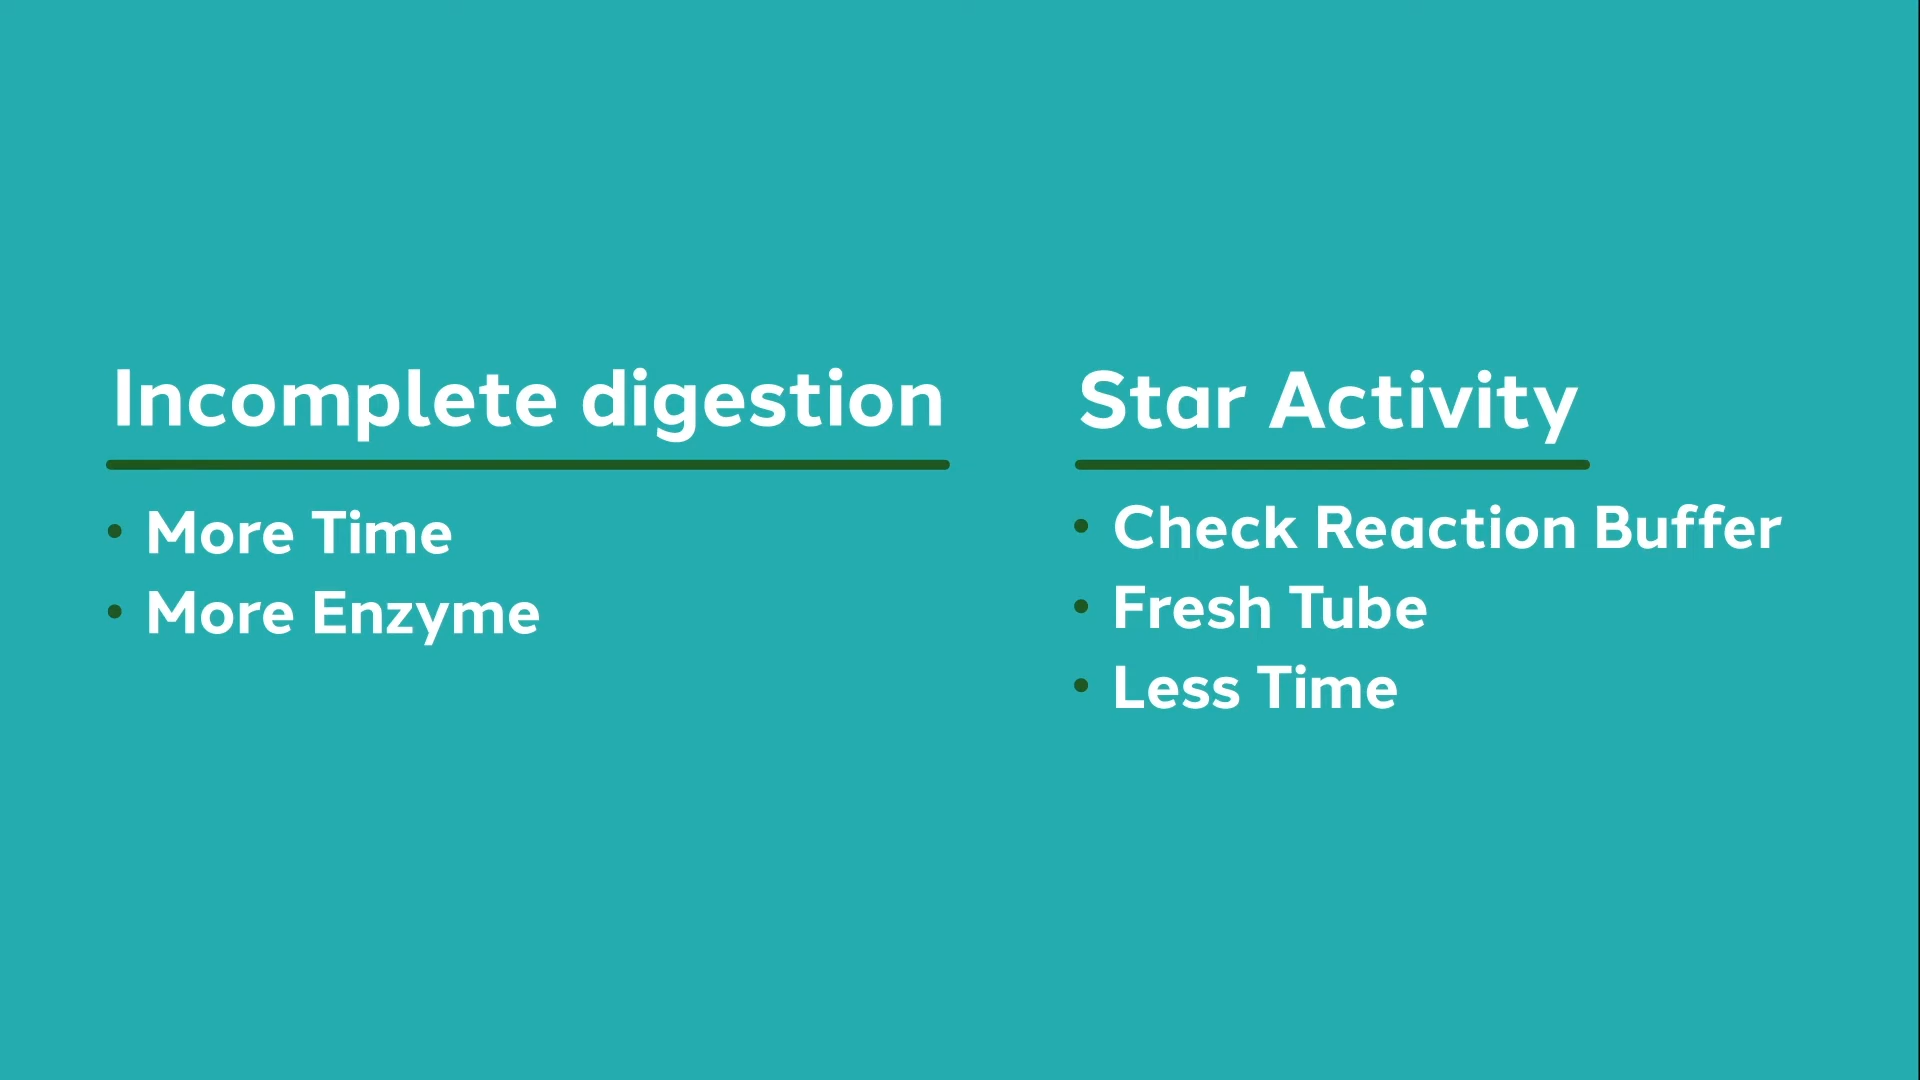 Incomplete digestion
• More Time
• More Enzyme
Star Activity
• Check Reaction Buffer
• Fresh Tube
• Less Time